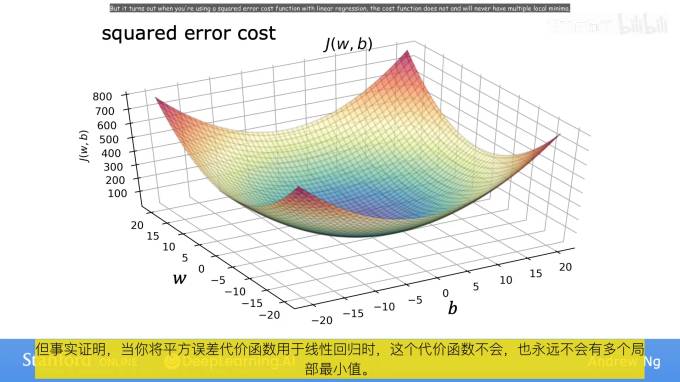 But it turns out when you're using a squared error cost function with linear regression, the cost function does not and will never have multiple local minima.
bilibili
squared error cost
J(w, b)
800
700
600
500
400
300
200
100
J(w, b)
20
15
10
5
0
−5
−10
−15
−20
w
−20
−15
−10
−5
0
5
10
15
20
b
但事实证明，当你将平方误差代价函数用于线性回归时，这个代价函数不会，也永远不会有多个局
部最小值。
Stanford ONLINE
DeepLearning.AI
Andrew Ng